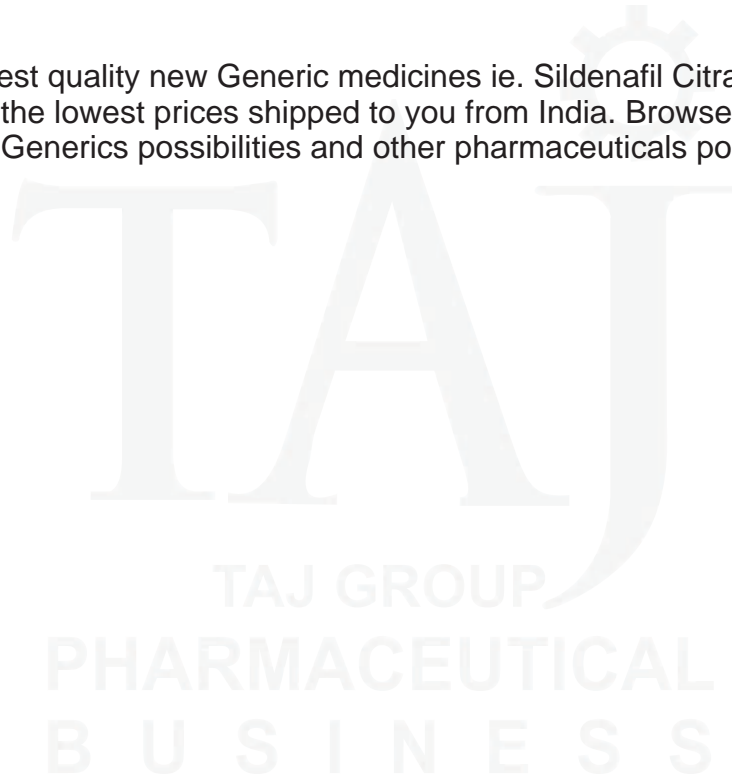 est quality new Generic medicines ie. Sildenafil Citra
the lowest prices shipped to you from India. Browse
Generics possibilities and other pharmaceuticals po
TAJ
TAJ GROUP
PHARMACEUTICAL
BUSINESS